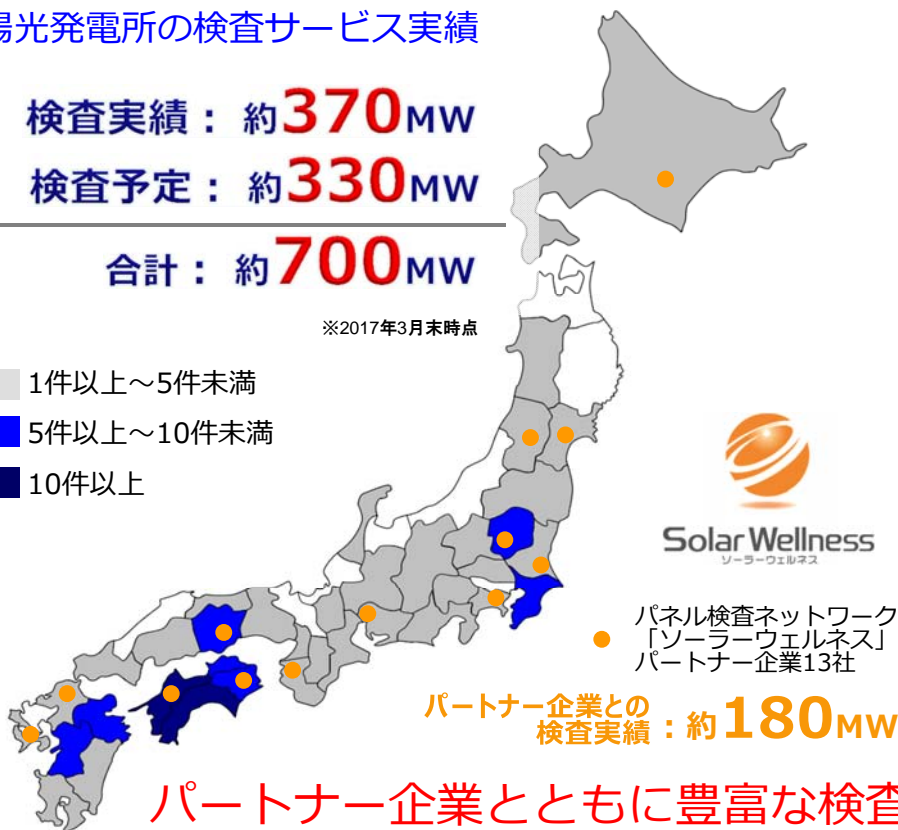 陽光発電所の検査サービス実績
検査実績： 約370MW
検査予定： 約330MW
合計： 約700MW
※2017年3月末時点
1件以上～5件未満
5件以上～10件未満
10件以上
Solar Wellness
ソーラーウェルネス
パネル検査ネットワーク
「ソーラーウェルネス」
パートナー企業13社
パートナー企業との
検査実績：約180MW
パートナー企業とともに豊富な検査